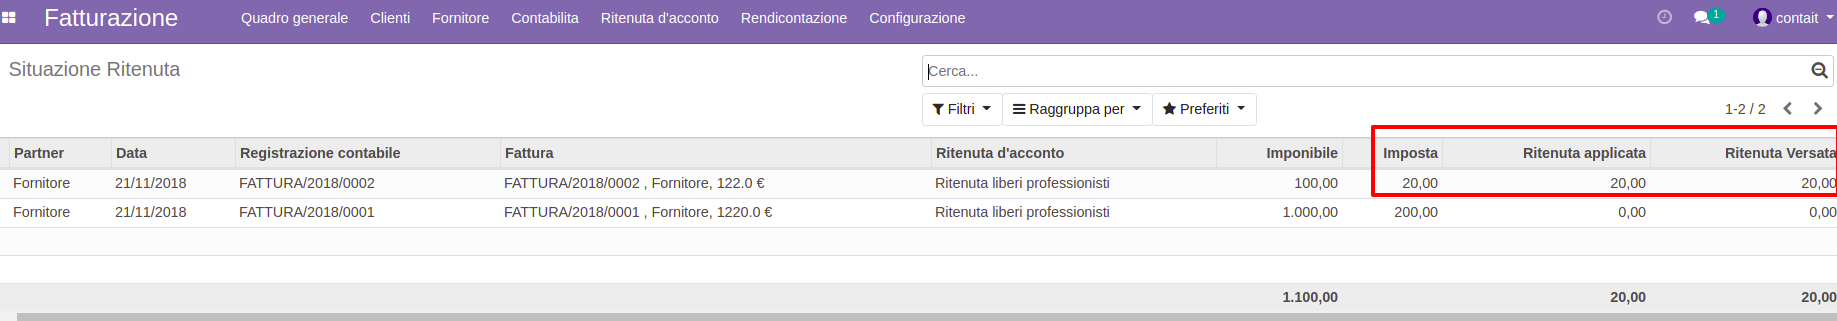 Fatturazione Quadro generale Clienti Fornitore Contabilita Ritenuta d'acconto Rendicontazione Configurazione 1 contait
Situazione Ritenuta Cerca...
Filtri Raggruppa per Preferiti 1-2 / 2
Partner Data Registrazione contabile Fattura Ritenuta d'acconto Imponibile Imposta Ritenuta applicata Ritenuta Versata
Fornitore 21/11/2018 FATTURA/2018/0002 FATTURA/2018/0002 , Fornitore, 122.0 € Ritenuta liberi professionisti 100,00 20,00 20,00 20,00
Fornitore 21/11/2018 FATTURA/2018/0001 FATTURA/2018/0001 , Fornitore, 1220.0 € Ritenuta liberi professionisti 1.000,00 200,00 0,00 0,00
1.100,00 20,00 20,00